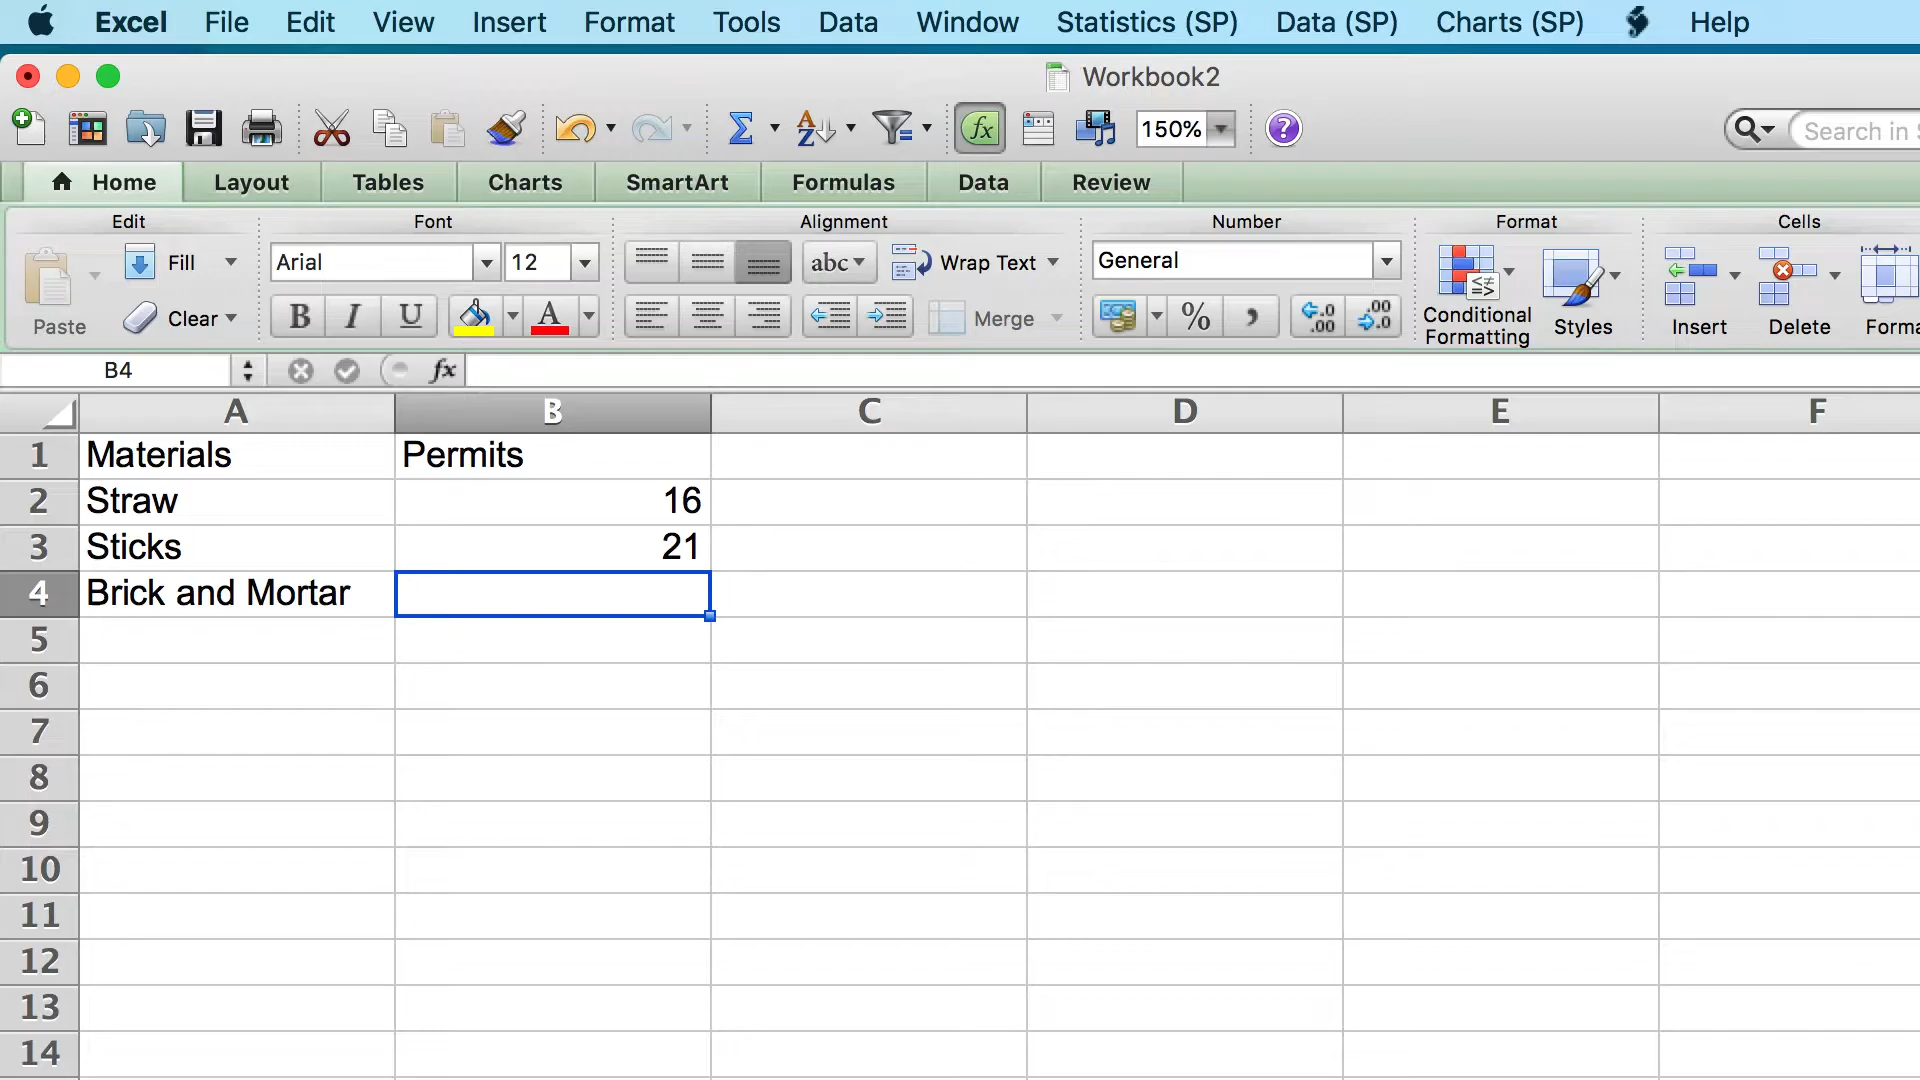 Excel File Edit View Insert Format Tools Data Window Statistics (SP) Data (SP) Charts (SP) Help
Workbook2
150% Search in
Home Layout Tables Charts SmartArt Formulas Data Review
Edit Font Alignment Number Format Cells
Fill Arial 12 abc Wrap Text General
Paste Clear B I U A Merge % Conditional Formatting Styles Insert Delete Forma
B4 fx
A B C D E F
1 Materials Permits
2 Straw 16
3 Sticks 21
4 Brick and Mortar
5
6
7
8
9
10
11
12
13
14